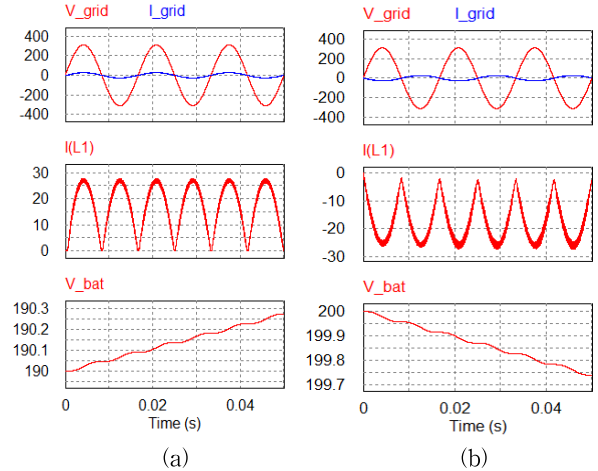 V_grid I_grid
400
200
0
-200
-400
I(L1)
30
20
10
0
V_bat
190.3
190.2
190.1
190
0 0.02 0.04
Time (s)
(a)
V_grid I_grid
400
200
0
-200
-400
I(L1)
0
-10
-20
-30
V_bat
200
199.9
199.8
199.7
0 0.02 0.04
Time (s)
(b)